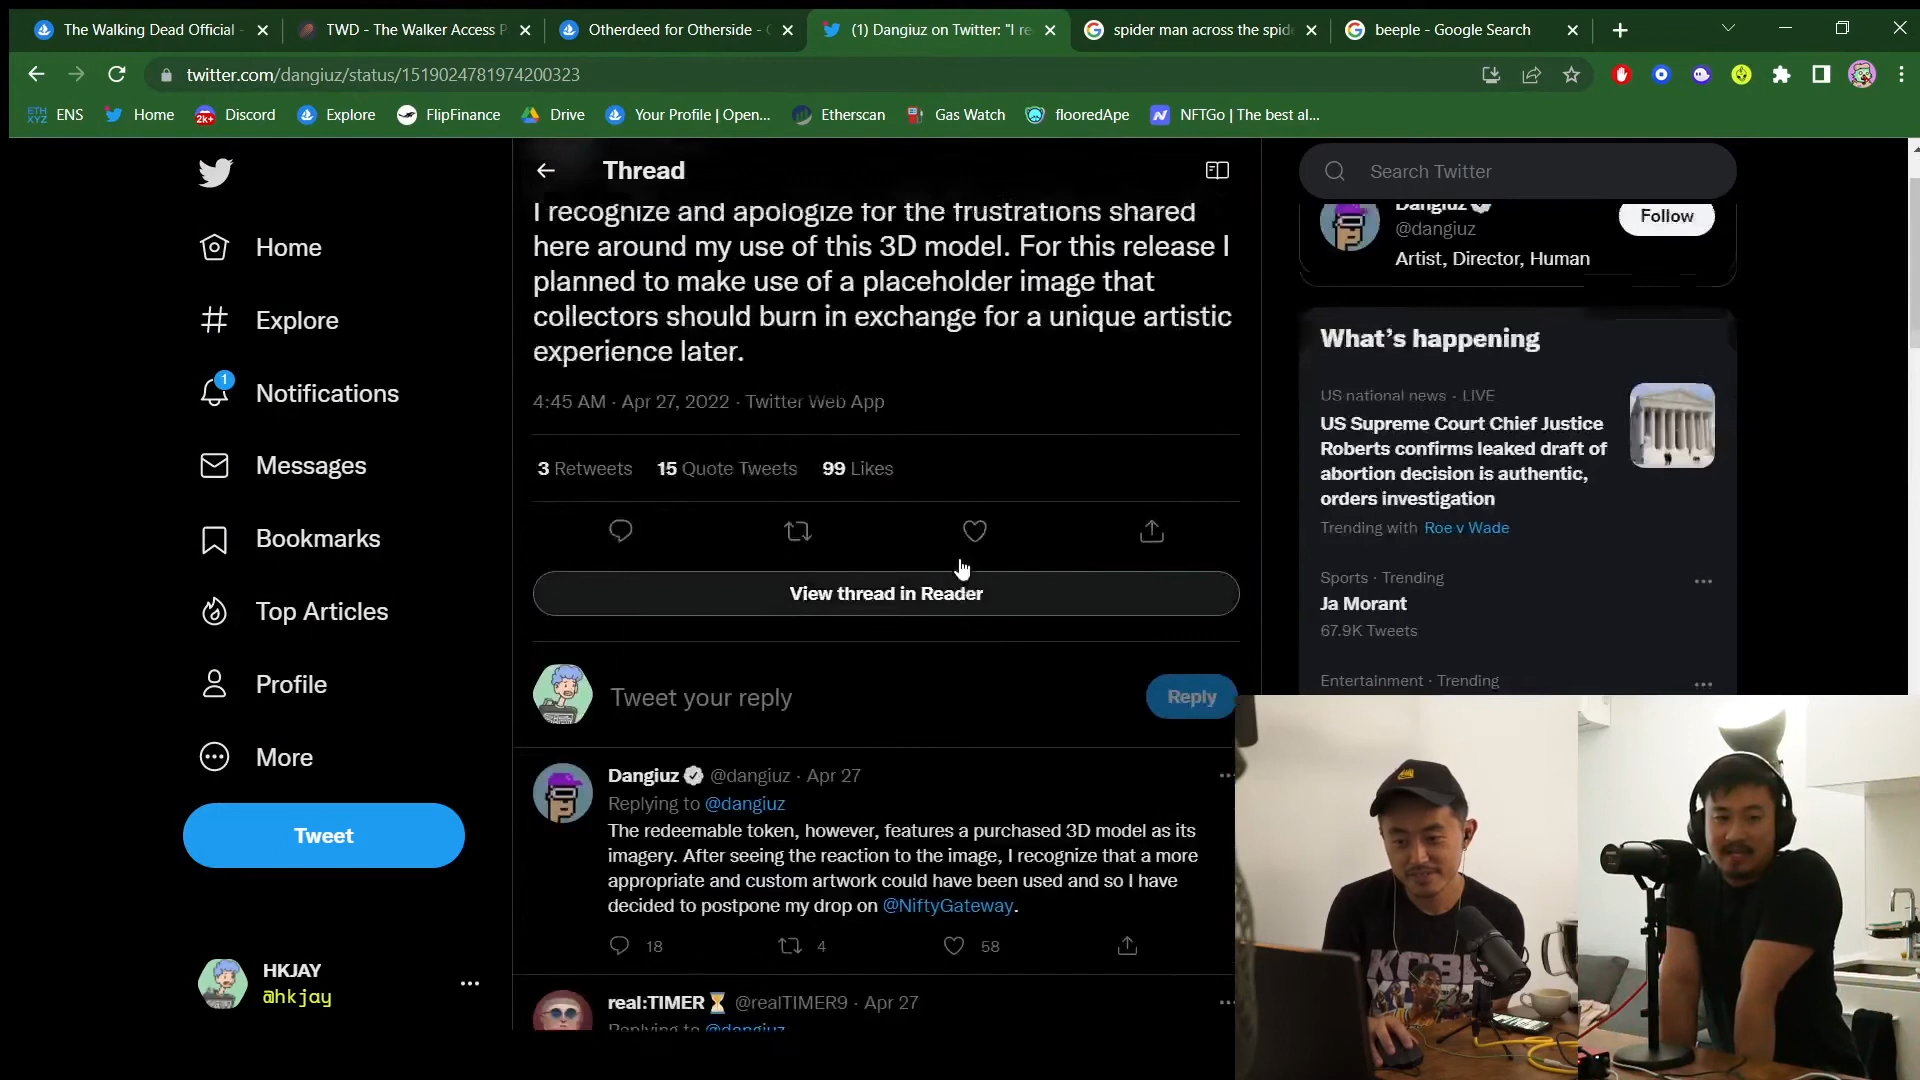 The Walking Dead Official -
TWD - The Walker Access P
Otherdeed for Otherside -
(1) Dangiuz on Twitter: "I re
spider man across the spide
beeple - Google Search
twitter.com/dangiuz/status/1519024781974200323
ENS
Home
Discord
Explore
FlipFinance
Drive
Your Profile | Open...
Etherscan
Gas Watch
flooredApe
NFTGo | The best al...
Thread
Search Twitter
I recognize and apologize for the frustrations shared
here around my use of this 3D model. For this release I
planned to make use of a placeholder image that
collectors should burn in exchange for a unique artistic
experience later.
4:45 AM · Apr 27, 2022 · Twitter Web App
3 Retweets 15 Quote Tweets 99 Likes
View thread in Reader
Tweet your reply
Reply
Dangiuz @dangiuz · Apr 27
Replying to @dangiuz
The redeemable token, however, features a purchased 3D model as its
imagery. After seeing the reaction to the image, I recognize that a more
appropriate and custom artwork could have been used and so I have
decided to postpone my drop on @NiftyGateway.
18 4 58
real:TIMER @realTIMER9 · Apr 27
Replying to @dangiuz
Home
Explore
1
Notifications
Messages
Bookmarks
Top Articles
Profile
More
Tweet
HKJAY
@hkjay
Dangiuz
@dangiuz
Follow
Artist, Director, Human
What's happening
US national news · LIVE
US Supreme Court Chief Justice
Roberts confirms leaked draft of
abortion decision is authentic,
orders investigation
Trending with Roe v Wade
Sports · Trending
Ja Morant
67.9K Tweets
Entertainment · Trending
KOBE